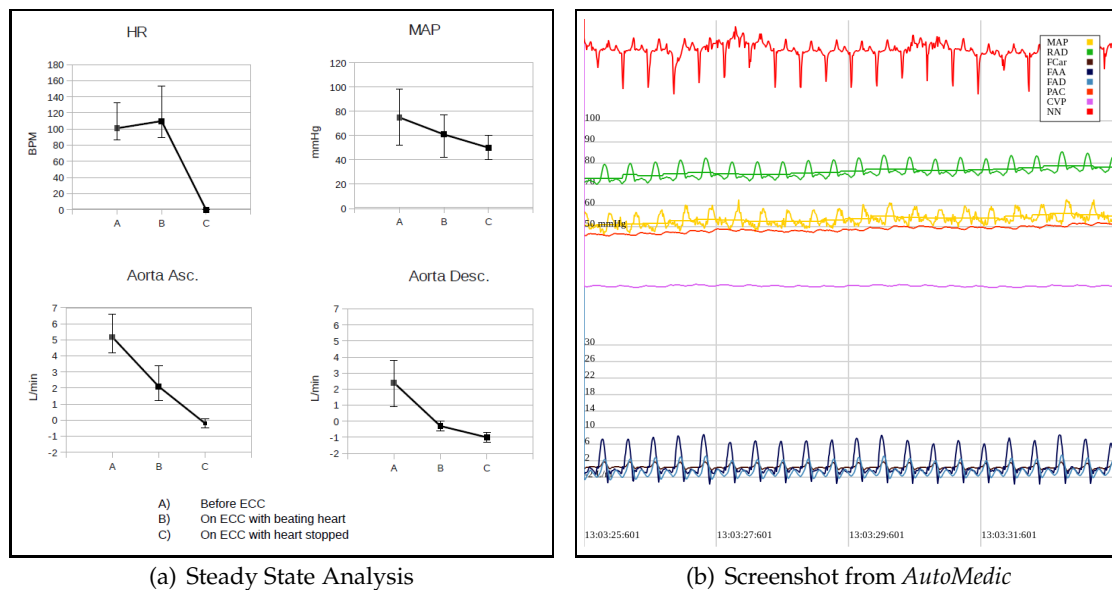 HR
MAP
180
160
140
120
100
80
60
40
20
0
BPM
A
B
C
120
100
80
60
40
20
0
mmHg
A
B
C
Aorta Asc.
Aorta Desc.
7
6
5
4
3
2
1
0
-1
-2
L/min
A
B
C
7
6
5
4
3
2
1
0
-1
-2
L/min
A
B
C
A) Before ECC
B) On ECC with beating heart
C) On ECC with heart stopped
(a) Steady State Analysis
MAP
RAD
FCar
FAA
FAD
PAC
CVP
NN
100
90
80
70
60
50 mmHg
30
26
22
18
14
10
6
2
13:03:25:601
13:03:27:601
13:03:29:601
13:03:31:601
(b) Screenshot from AutoMedic